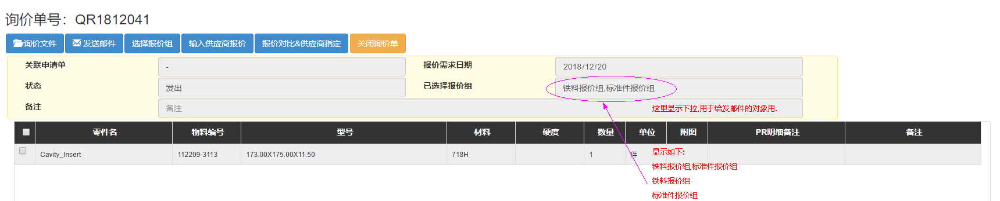 询价单号：QR1812041
询价文件 发送邮件 选择报价组 输入供应商报价 报价对比&供应商指定 关闭询价单
关联申请单 - 报价需求日期 2018/12/20
状态 发出 已选择报价组 铁料报价组,标准件报价组
备注 备注 这里显示下拉,用于给发邮件的对象用.
零件名 物料编号 型号 材料 硬度 数量 单位 附图 PR明细备注 备注
Cavity_Insert 112209-3113 173.00X175.00X11.50 718H 1 件
显示如下:
铁料报价组,标准件报价组
铁料报价组
标准件报价组